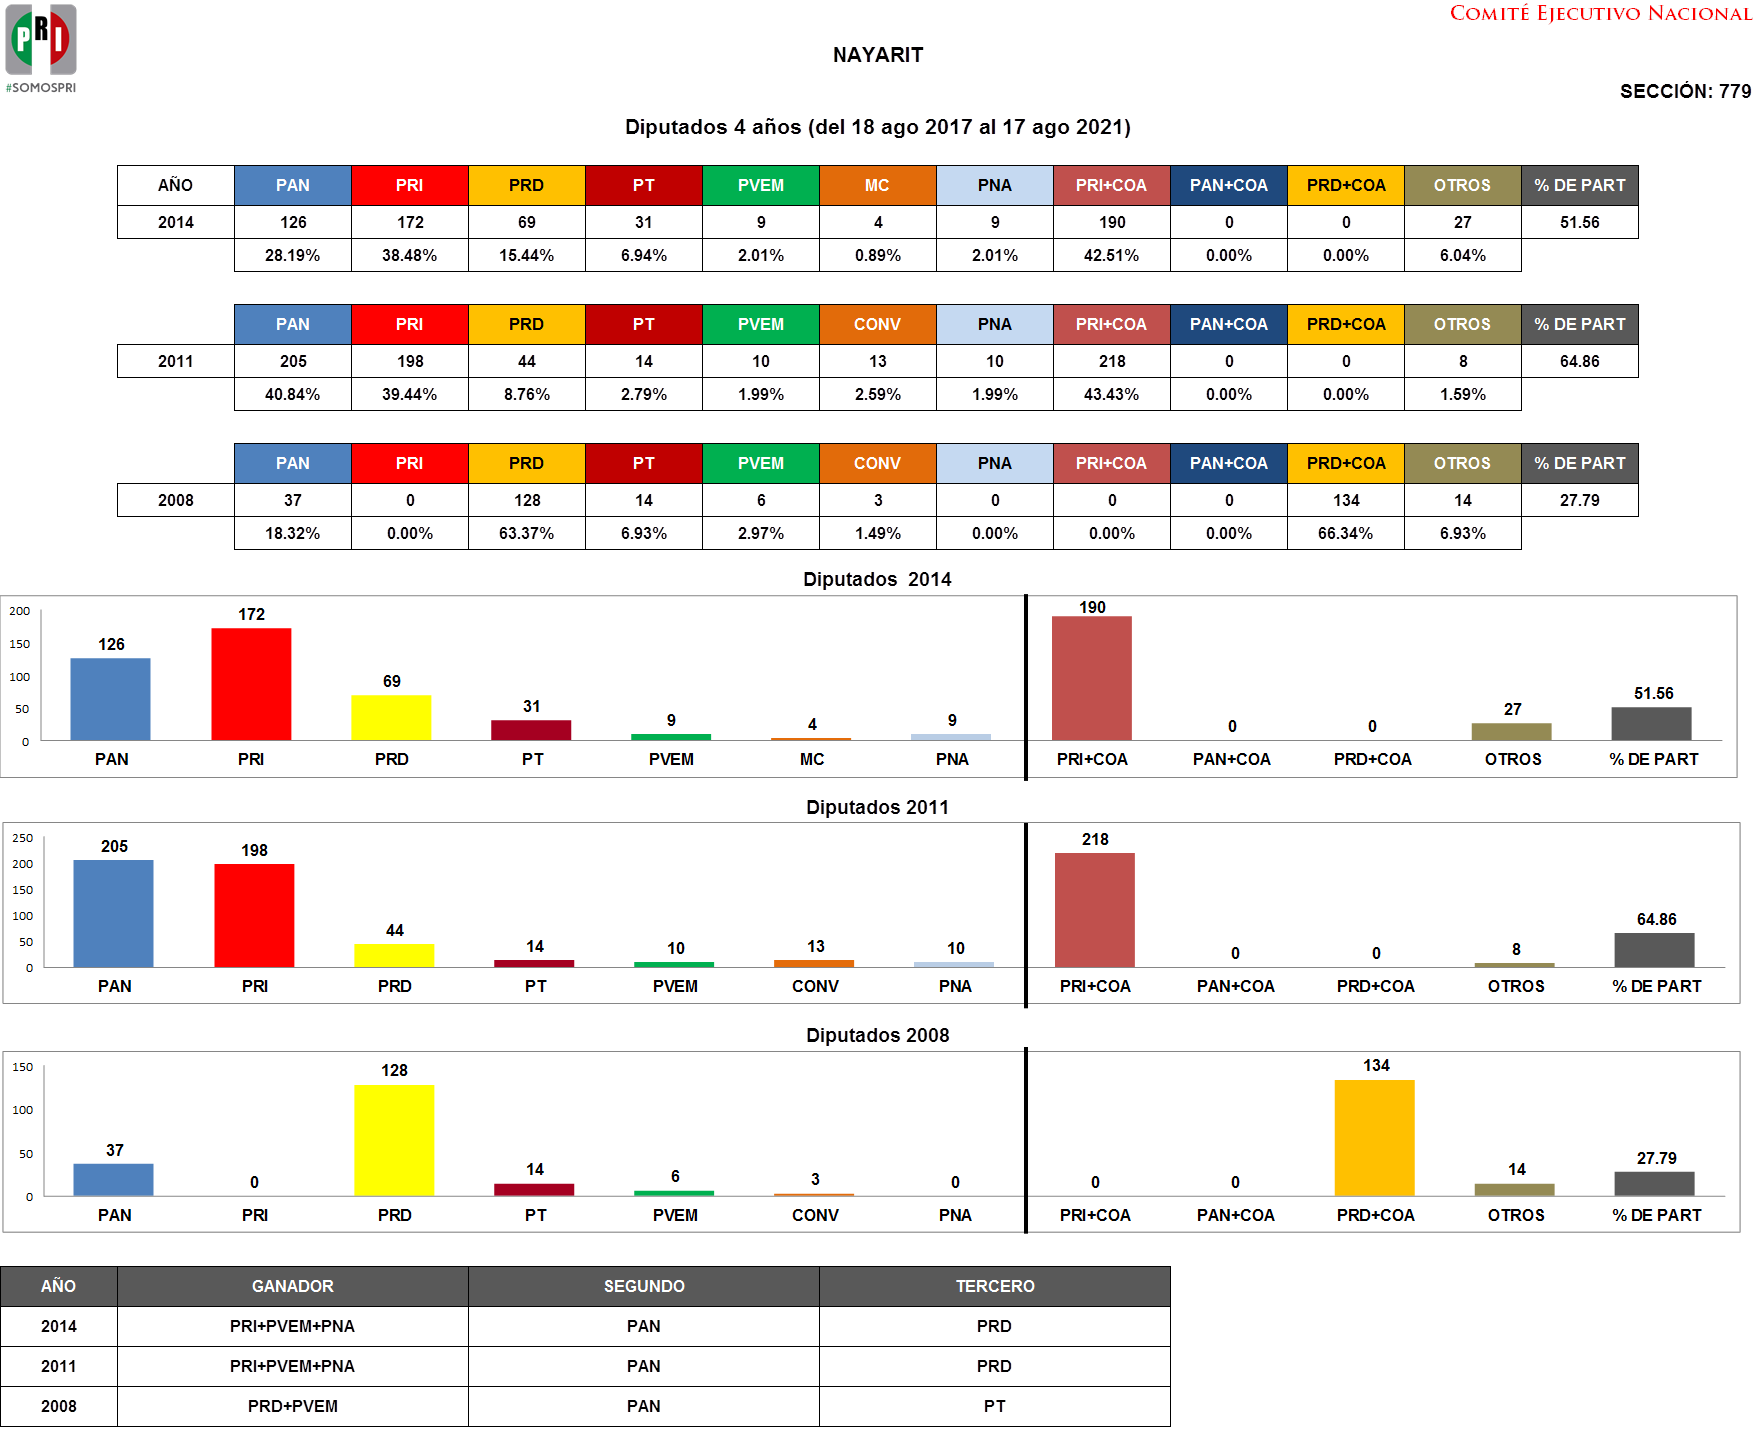 PRI
#SOMOSPRI
COMITÉ EJECUTIVO NACIONAL
NAYARIT
SECCIÓN: 779
Diputados 4 años (del 18 ago 2017 al 17 ago 2021)
AÑO PAN PRI PRD PT PVEM MC PNA PRI+COA PAN+COA PRD+COA OTROS % DE PART
2014 126 172 69 31 9 4 9 190 0 0 27 51.56
28.19% 38.48% 15.44% 6.94% 2.01% 0.89% 2.01% 42.51% 0.00% 0.00% 6.04%
PAN PRI PRD PT PVEM CONV PNA PRI+COA PAN+COA PRD+COA OTROS % DE PART
2011 205 198 44 14 10 13 10 218 0 0 8 64.86
40.84% 39.44% 8.76% 2.79% 1.99% 2.59% 1.99% 43.43% 0.00% 0.00% 1.59%
PAN PRI PRD PT PVEM CONV PNA PRI+COA PAN+COA PRD+COA OTROS % DE PART
2008 37 0 128 14 6 3 0 0 0 134 14 27.79
18.32% 0.00% 63.37% 6.93% 2.97% 1.49% 0.00% 0.00% 0.00% 66.34% 6.93%
Diputados 2014
200
150
100
50
0
126 172 69 31 9 4 9 190 0 0 27 51.56
PAN PRI PRD PT PVEM MC PNA PRI+COA PAN+COA PRD+COA OTROS % DE PART
Diputados 2011
250
200
150
100
50
0
205 198 44 14 10 13 10 218 0 0 8 64.86
PAN PRI PRD PT PVEM CONV PNA PRI+COA PAN+COA PRD+COA OTROS % DE PART
Diputados 2008
150
100
50
0
37 0 128 14 6 3 0 0 0 134 14 27.79
PAN PRI PRD PT PVEM CONV PNA PRI+COA PAN+COA PRD+COA OTROS % DE PART
AÑO GANADOR SEGUNDO TERCERO
2014 PRI+PVEM+PNA PAN PRD
2011 PRI+PVEM+PNA PAN PRD
2008 PRD+PVEM PAN PT